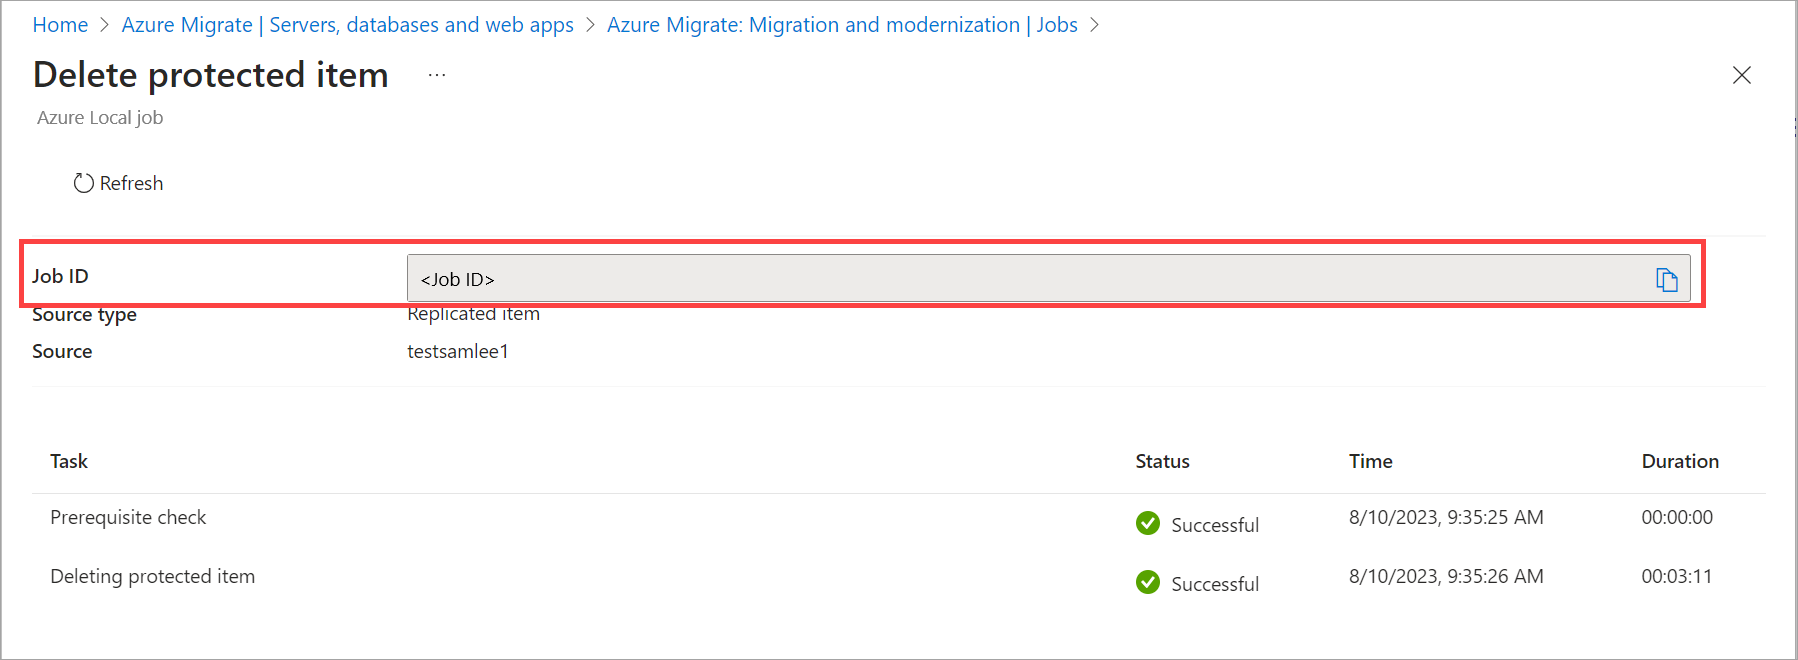 Home > Azure Migrate | Servers, databases and web apps > Azure Migrate: Migration and modernization | Jobs >
Delete protected item ...
Azure Local job
Refresh
Job ID <Job ID>
Source type Replicated item
Source testsamlee1
Task Status Time Duration
Prerequisite check Successful 8/10/2023, 9:35:25 AM 00:00:00
Deleting protected item Successful 8/10/2023, 9:35:26 AM 00:03:11